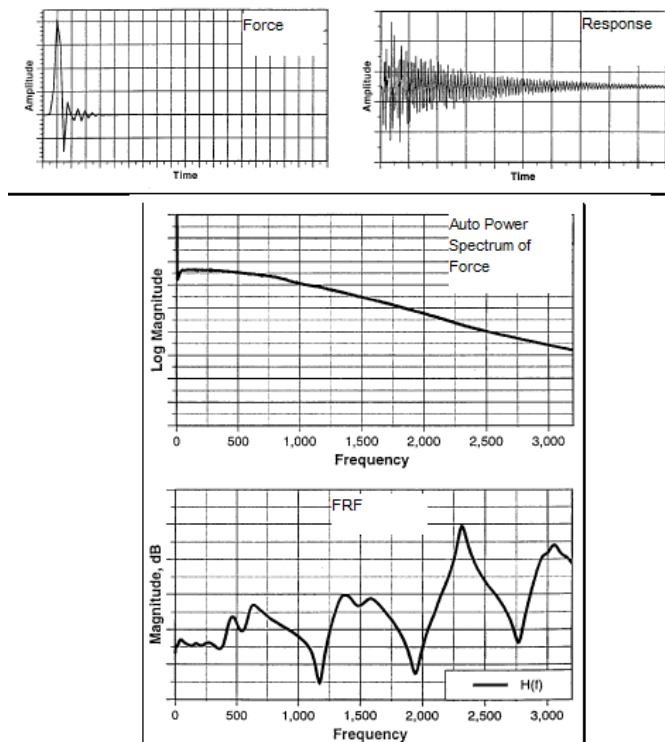 Force
Amplitude
Time
Response
Amplitude
Time
Auto Power
Spectrum of
Force
Log Magnitude
0 500 1,000 1,500 2,000 2,500 3,000
Frequency
FRF
Magnitude, dB
H(f)
0 500 1,000 1,500 2,000 2,500 3,000
Frequency